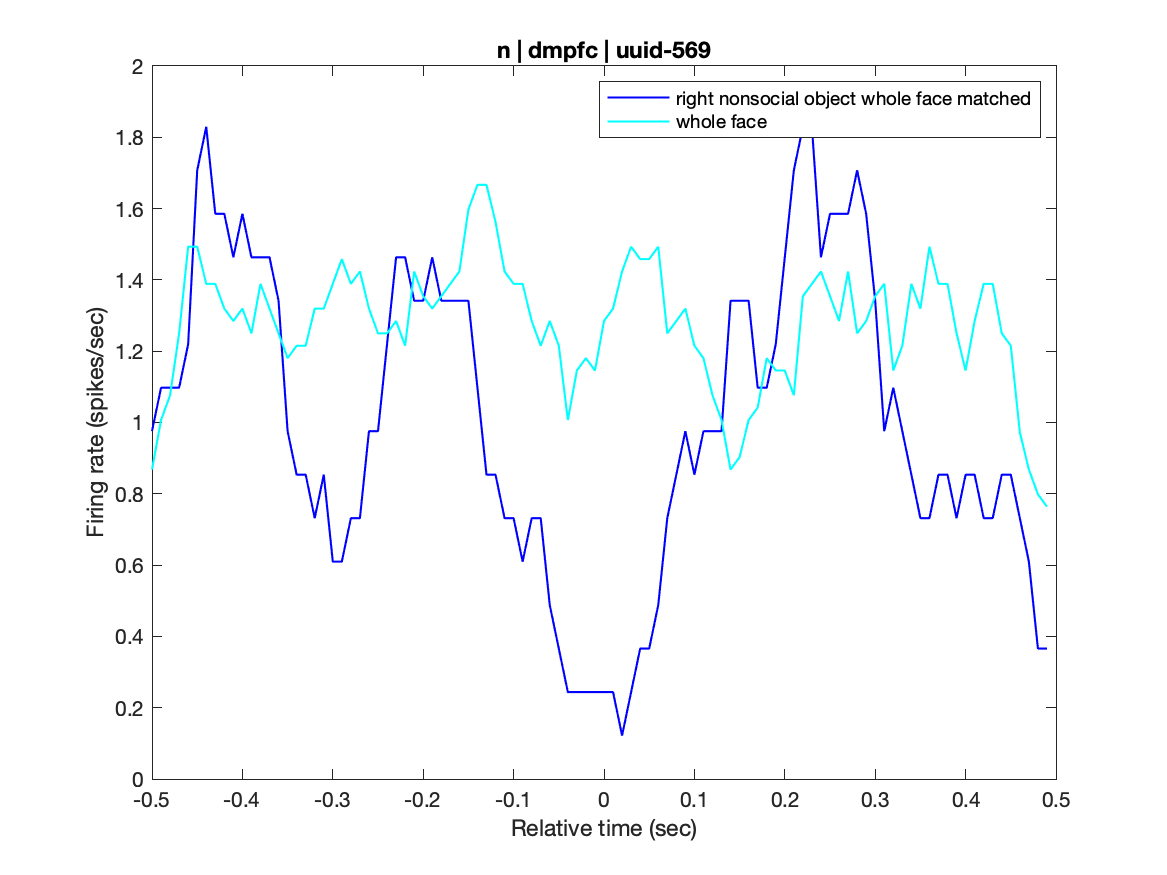 n | dmpfc | uuid-569
right nonsocial object whole face matched
whole face
Firing rate (spikes/sec)
2
1.8
1.6
1.4
1.2
1
0.8
0.6
0.4
0.2
0
-0.5 -0.4 -0.3 -0.2 -0.1 0 0.1 0.2 0.3 0.4 0.5
Relative time (sec)